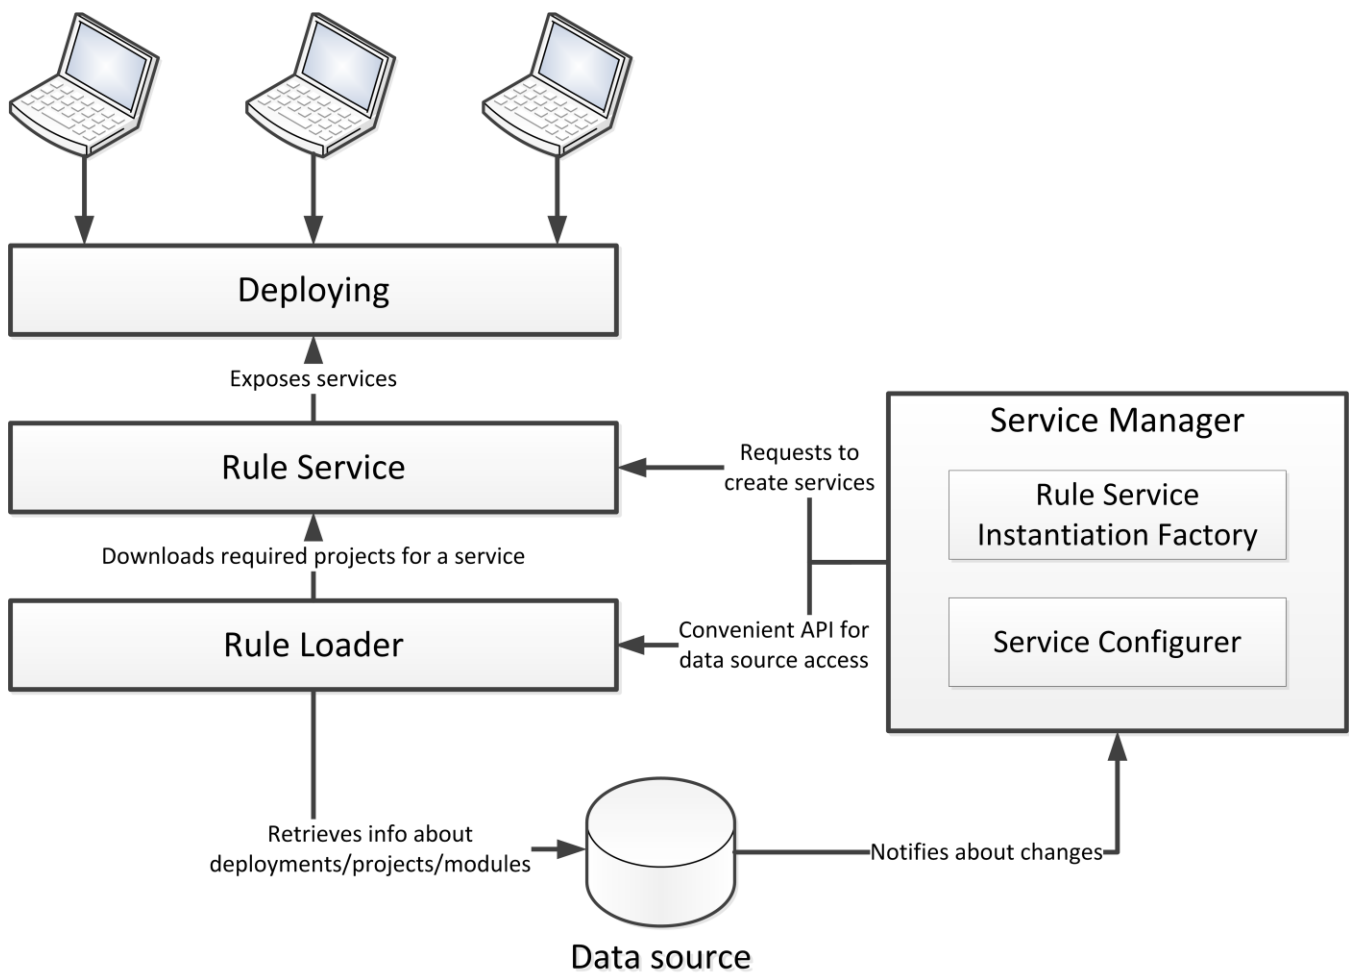 Deploying
Exposes services
Rule Service
Downloads required projects for a service
Rule Loader
Requests to
create services
Convenient API for
data source access
Service Manager
Rule Service
Instantiation Factory
Service Configurer
Retrieves info about
deployments/projects/modules
Notifies about changes
Data source